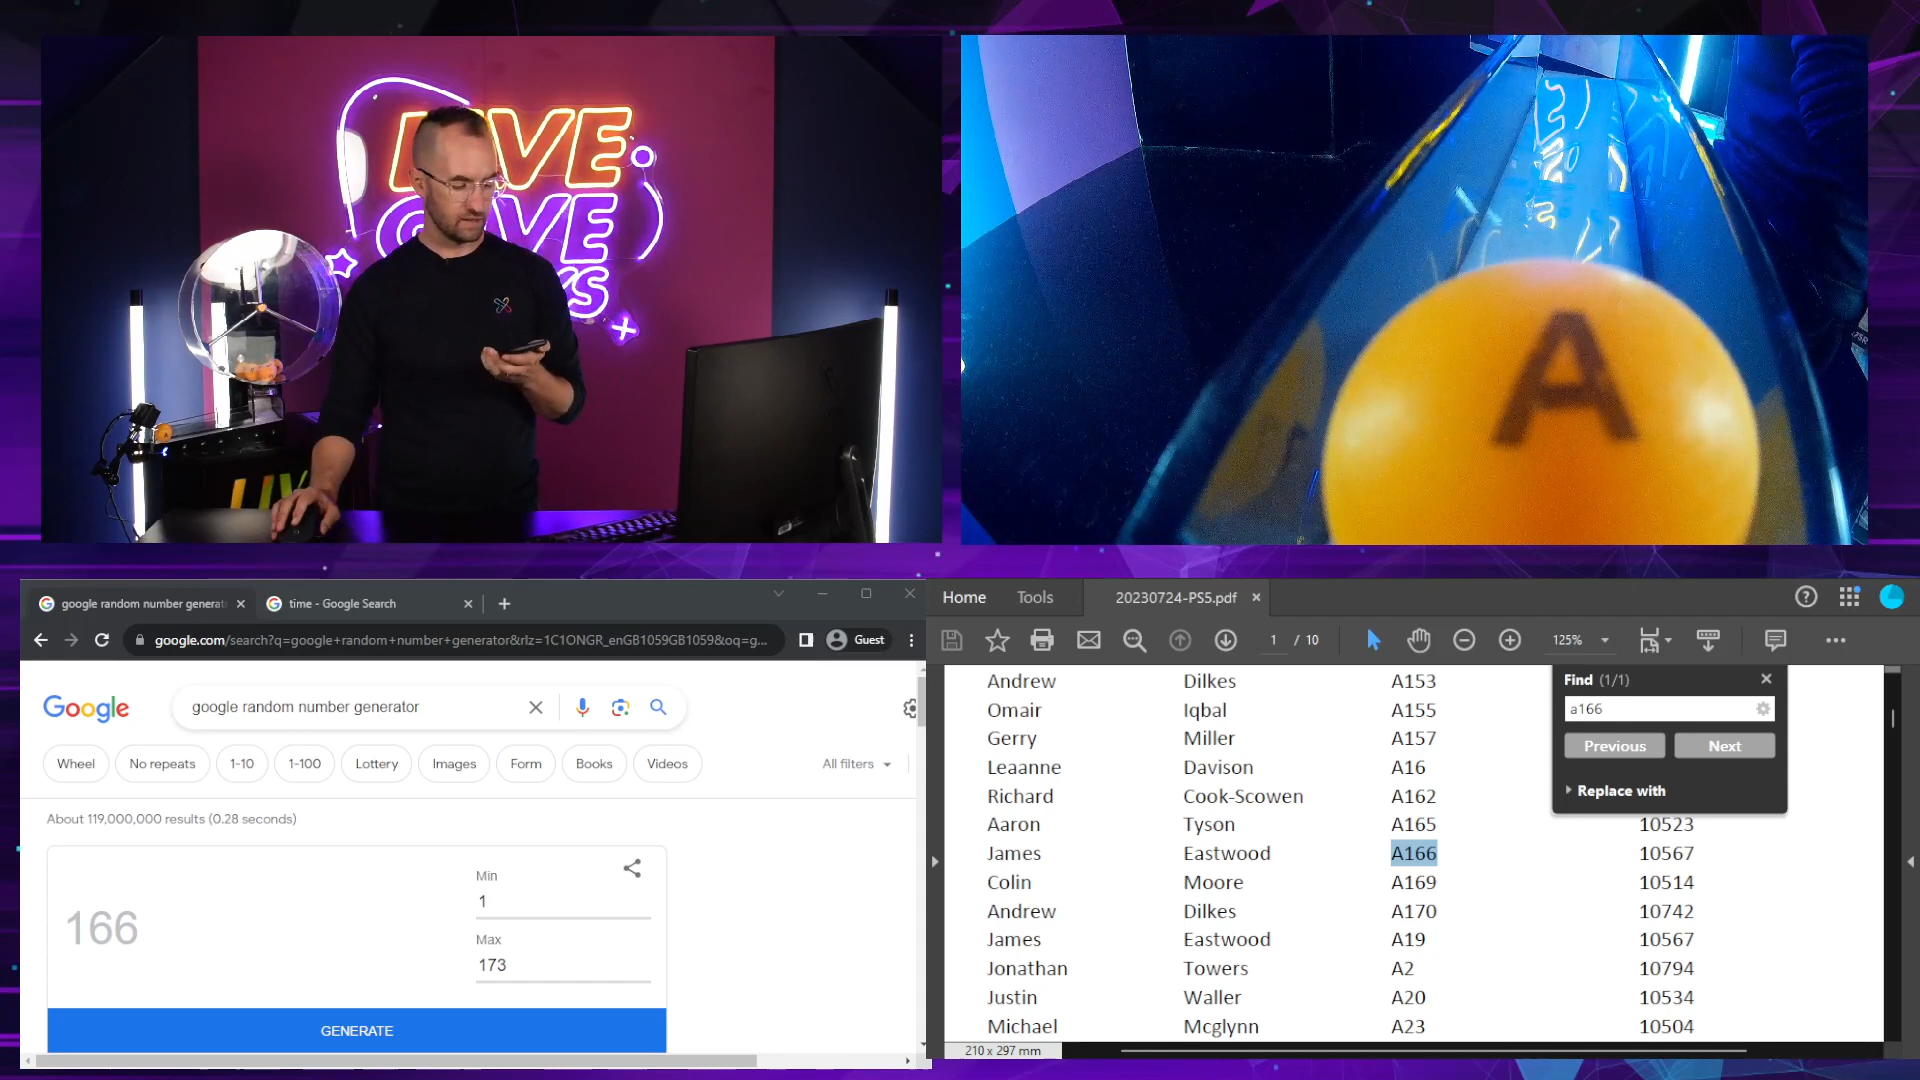 LIVE
GIVE
A
google random number generat
time - Google Search
google.com/search?q=google+random+number+generator&rlz=1C1ONGR_enGB1059GB1059&oq=g...
Guest
Google
google random number generator
Wheel
No repeats
1-10
1-100
Lottery
Images
Form
Books
Videos
All filters
About 119,000,000 results (0.28 seconds)
166
Min
1
Max
173
GENERATE
Home
Tools
20230724-PS5.pdf
1 / 10
125%
Find (1/1)
a166
Previous
Next
Replace with
Andrew Dilkes A153
Omair Iqbal A155
Gerry Miller A157
Leaanne Davison A16
Richard Cook-Scowen A162
Aaron Tyson A165 10523
James Eastwood A166 10567
Colin Moore A169 10514
Andrew Dilkes A170 10742
James Eastwood A19 10567
Jonathan Towers A2 10794
Justin Waller A20 10534
Michael Mcglynn A23 10504
210 x 297 mm